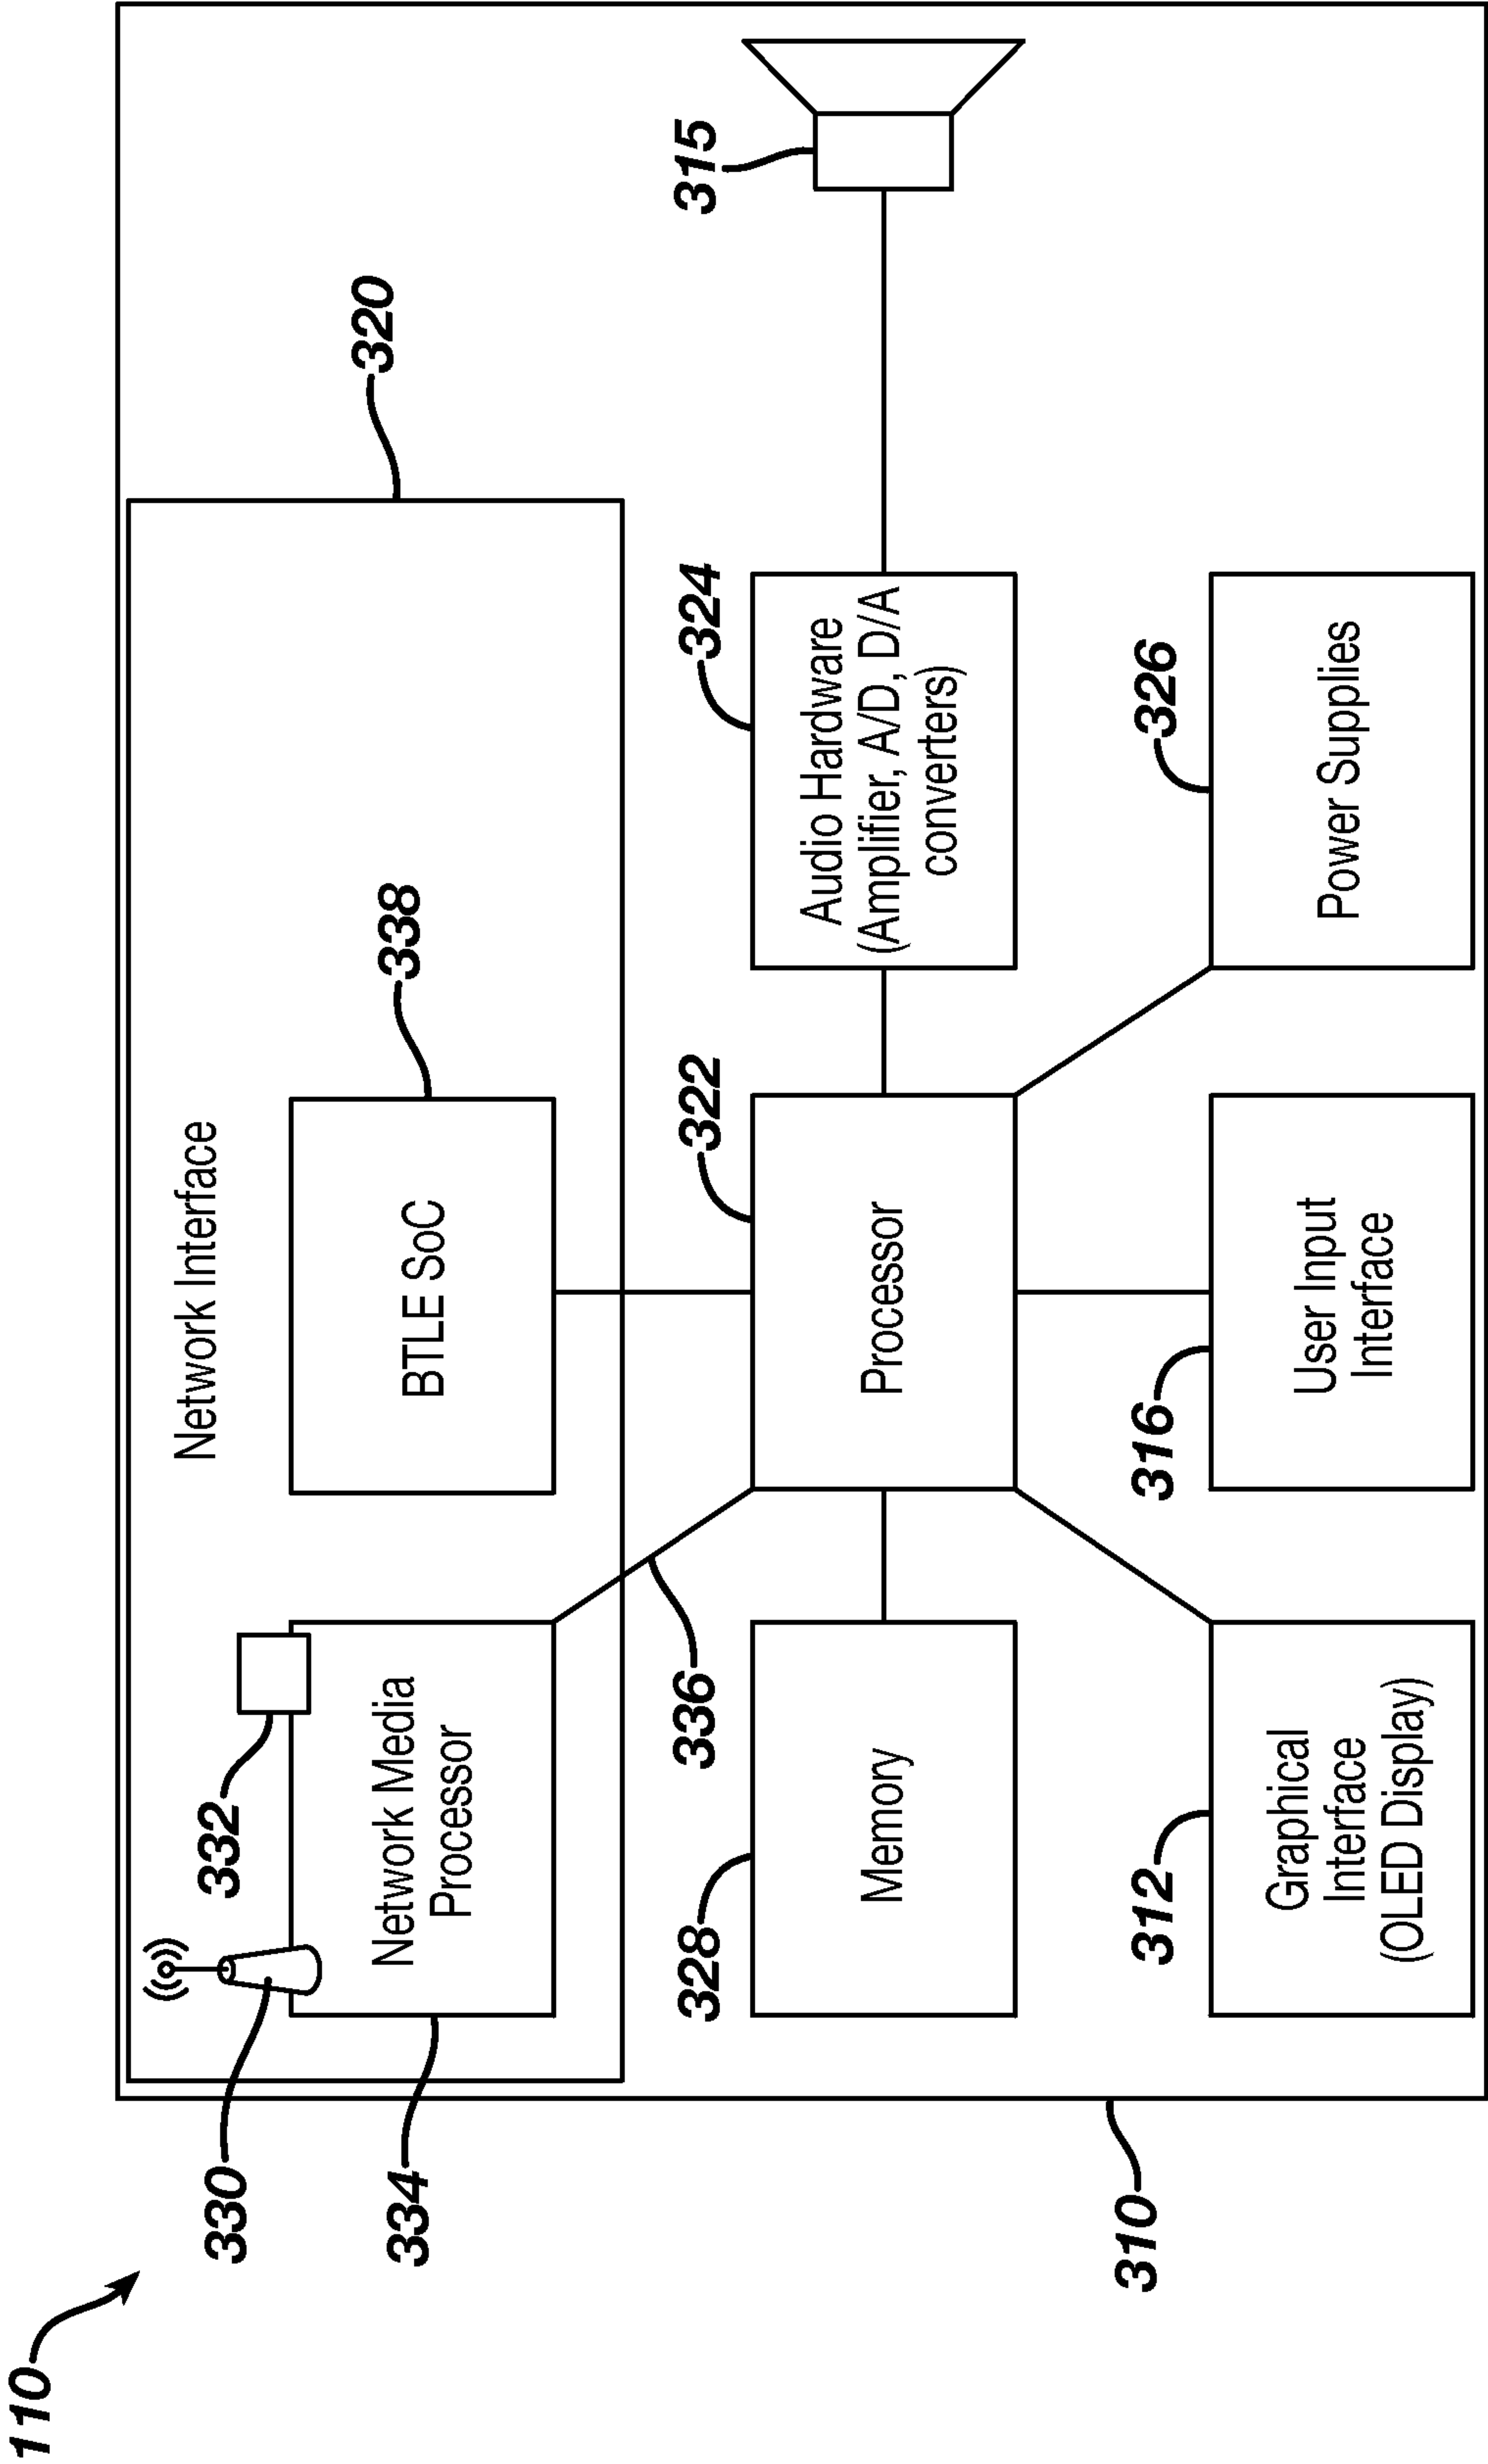 110
330
332
334
Network Media
Processor
Network Interface
BTLE SoC
338
320
336
328
Memory
322
Processor
324
Audio Hardware
(Amplifier, A/D, D/A
converters)
315
312
Graphical
Interface
(OLED Display)
316
User Input
Interface
326
Power Supplies
310